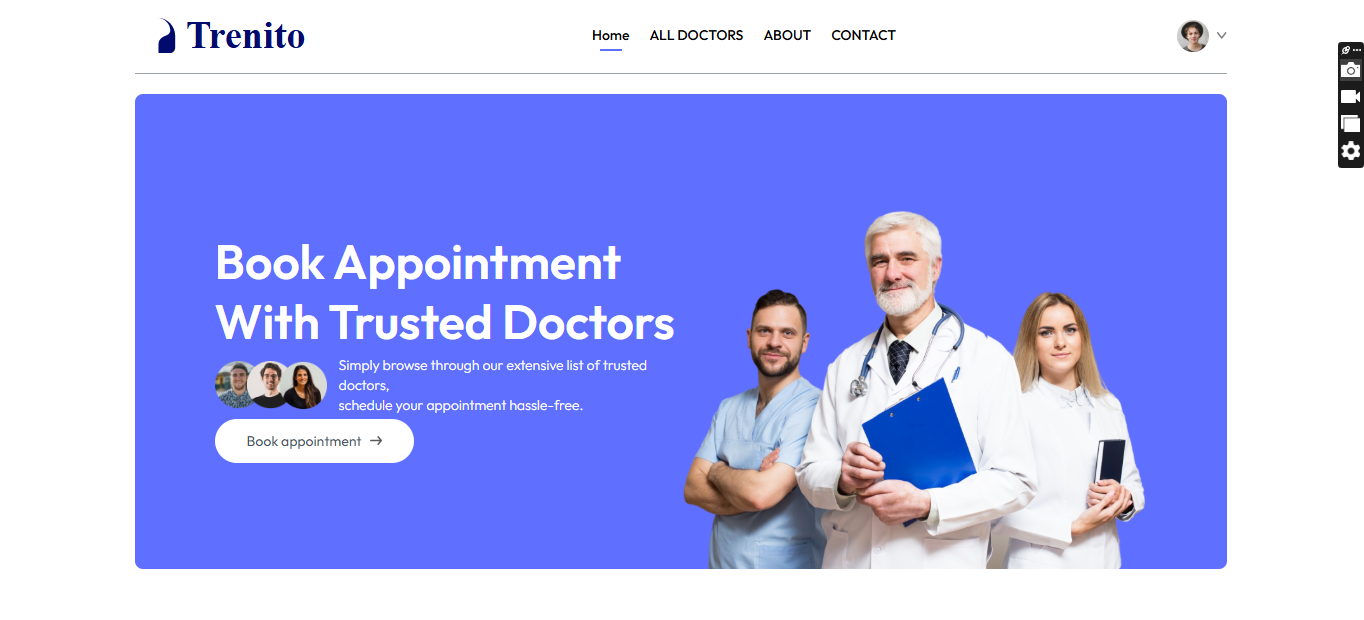 Trenito
Home
ALL DOCTORS
ABOUT
CONTACT
Book Appointment
With Trusted Doctors
Simply browse through our extensive list of trusted
doctors,
schedule your appointment hassle-free.
Book appointment →